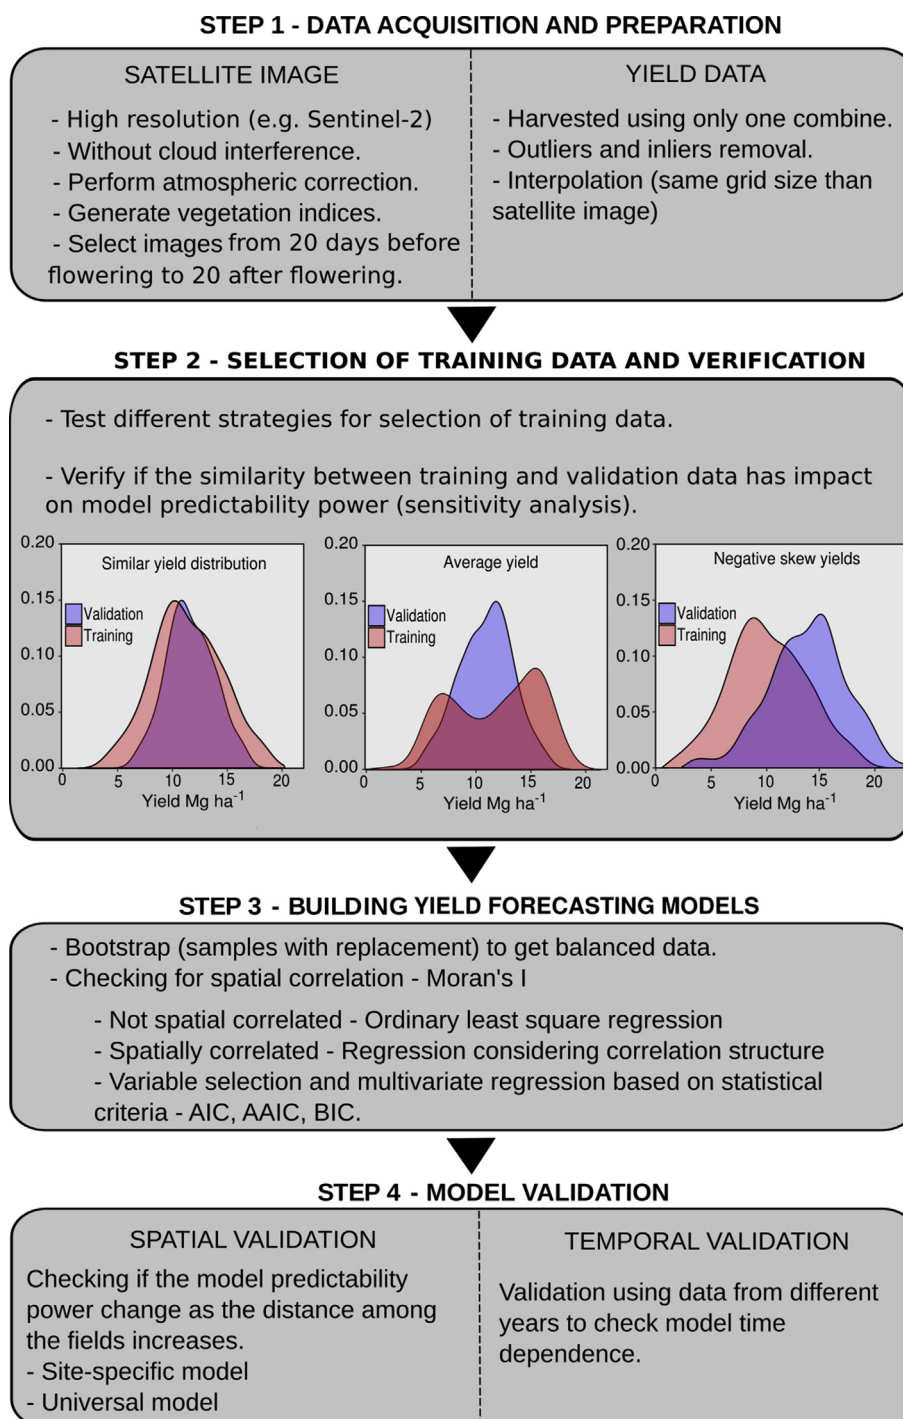 STEP 1 - DATA ACQUISITION AND PREPARATION
SATELLITE IMAGE
- High resolution (e.g. Sentinel-2)
- Without cloud interference.
- Perform atmospheric correction.
- Generate vegetation indices.
- Select images from 20 days before
flowering to 20 after flowering.
YIELD DATA
- Harvested using only one combine.
- Outliers and inliers removal.
- Interpolation (same grid size than
satellite image)
STEP 2 - SELECTION OF TRAINING DATA AND VERIFICATION
- Test different strategies for selection of training data.
- Verify if the similarity between training and validation data has impact
on model predictability power (sensitivity analysis).
Similar yield distribution
Validation
Training
0.20
0.15
0.10
0.05
0.00
0 5 10 15 20
Yield Mg ha⁻¹
Average yield
Validation
Training
0.20
0.15
0.10
0.05
0
0 5 10 15 20
Yield Mg ha⁻¹
Negative skew yields
Validation
Training
0.20
0.15
0.10
0.05
0.00
0 5 10 15 20
Yield Mg ha⁻¹
STEP 3 - BUILDING YIELD FORECASTING MODELS
- Bootstrap (samples with replacement) to get balanced data.
- Checking for spatial correlation - Moran's I
- Not spatial correlated - Ordinary least square regression
- Spatially correlated - Regression considering correlation structure
- Variable selection and multivariate regression based on statistical
criteria - AIC, AAIC, BIC.
STEP 4 - MODEL VALIDATION
SPATIAL VALIDATION
Checking if the model predictability
power change as the distance among
the fields increases.
- Site-specific model
- Universal model
TEMPORAL VALIDATION
Validation using data from different
years to check model time
dependence.